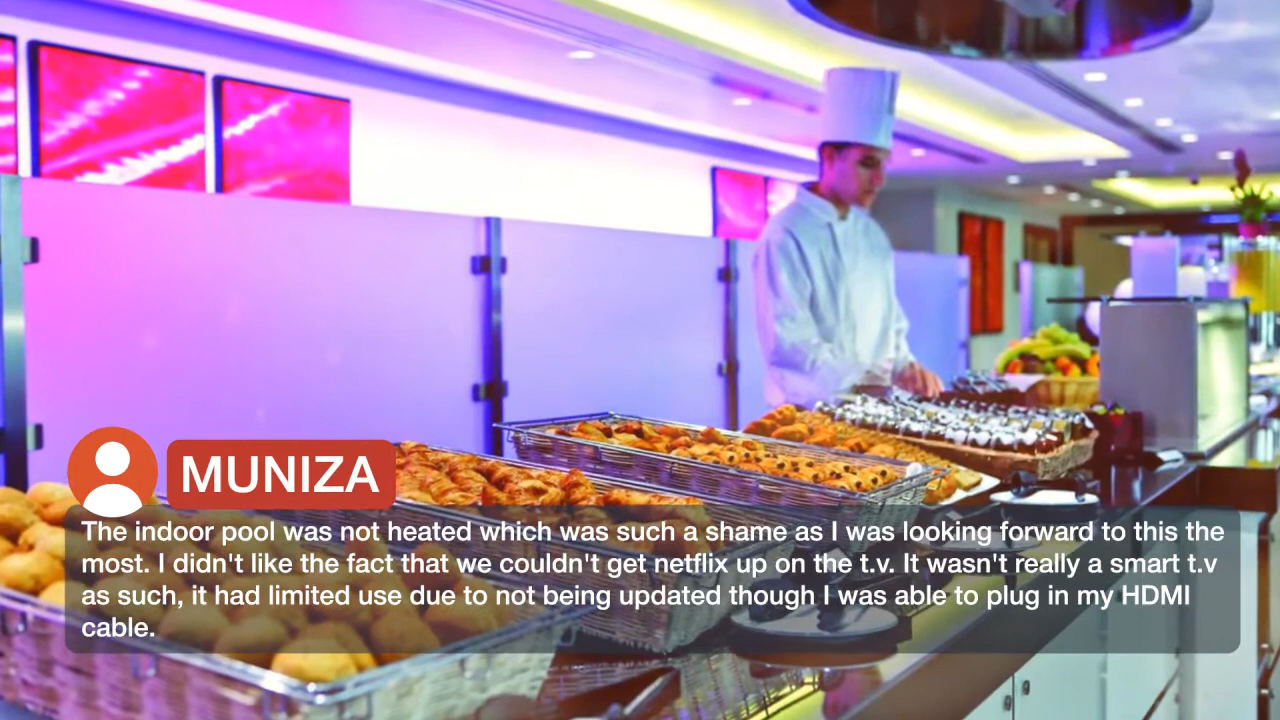 MUNIZA
The indoor pool was not heated which was such a shame as I was looking forward to this the
most. I didn't like the fact that we couldn't get netflix up on the t.v. It wasn't really a smart t.v
as such, it had limited use due to not being updated though I was able to plug in my HDMI
cable.